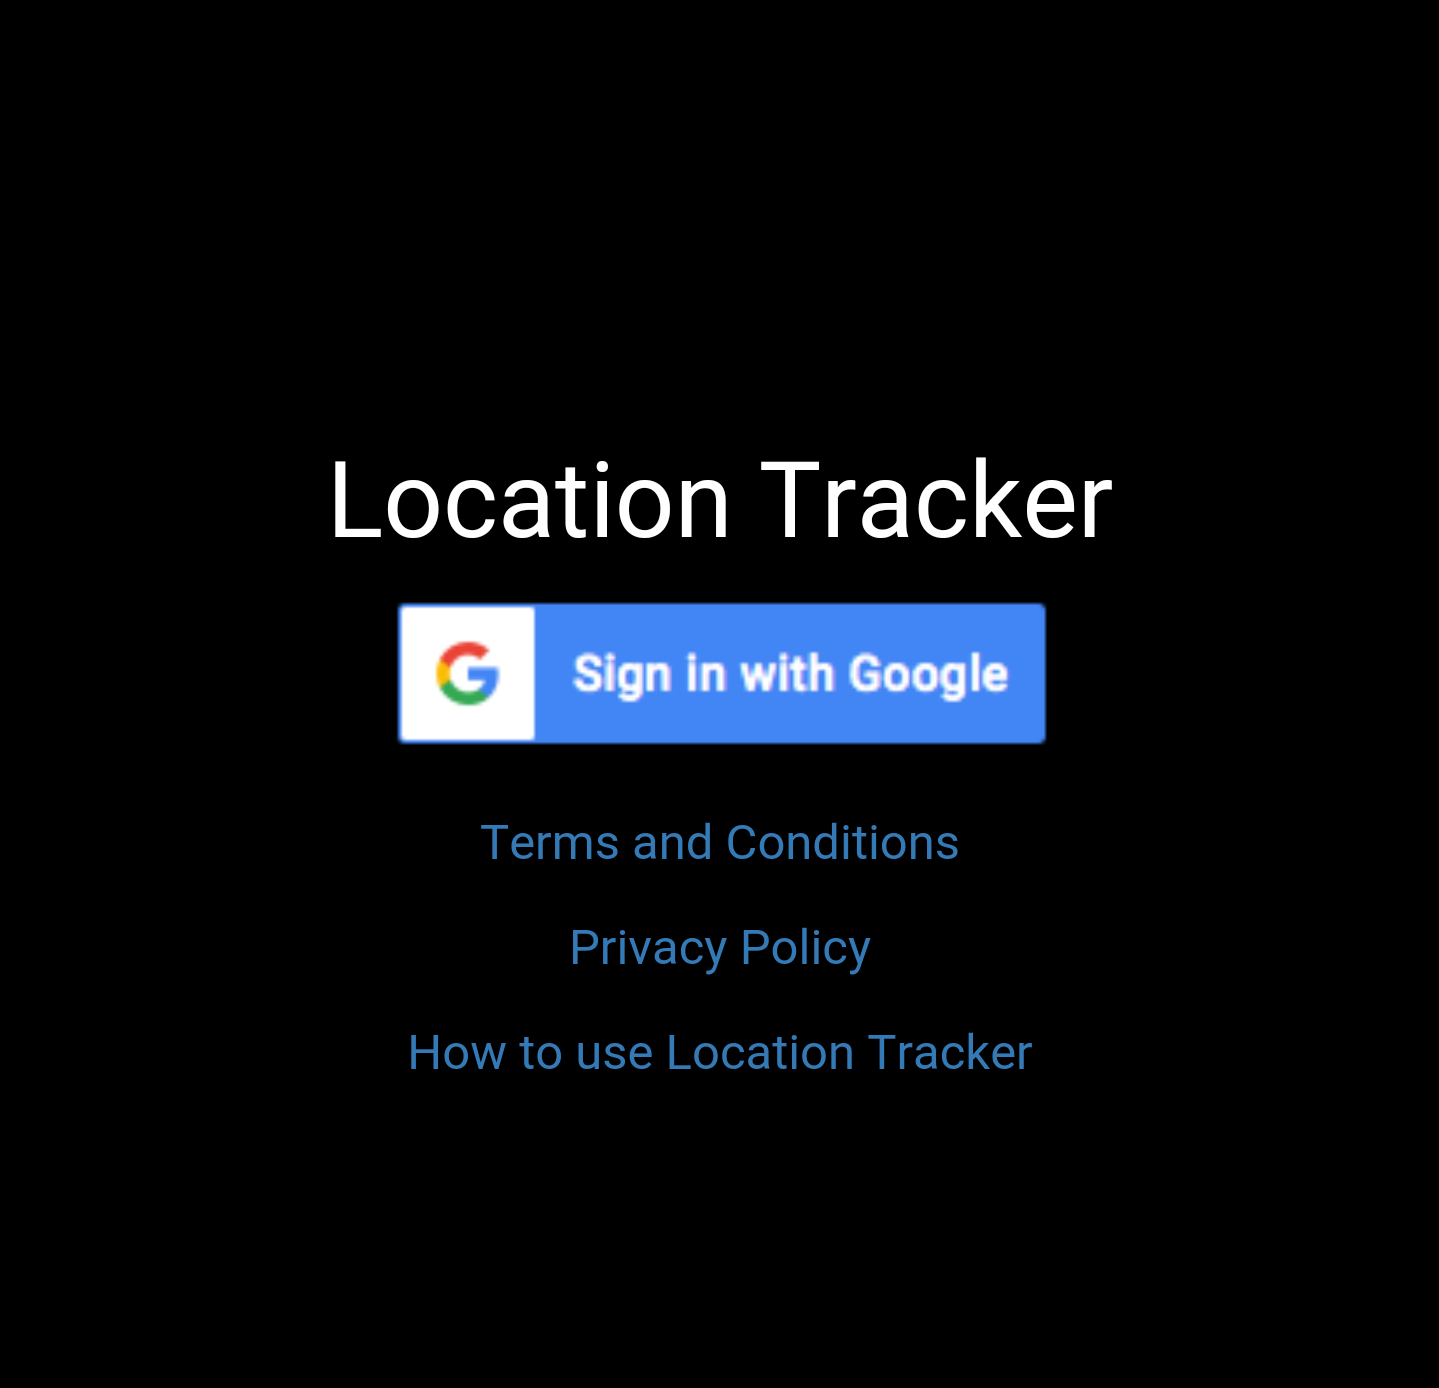 Location Tracker
Sign in with Google
Terms and Conditions
Privacy Policy
How to use Location Tracker